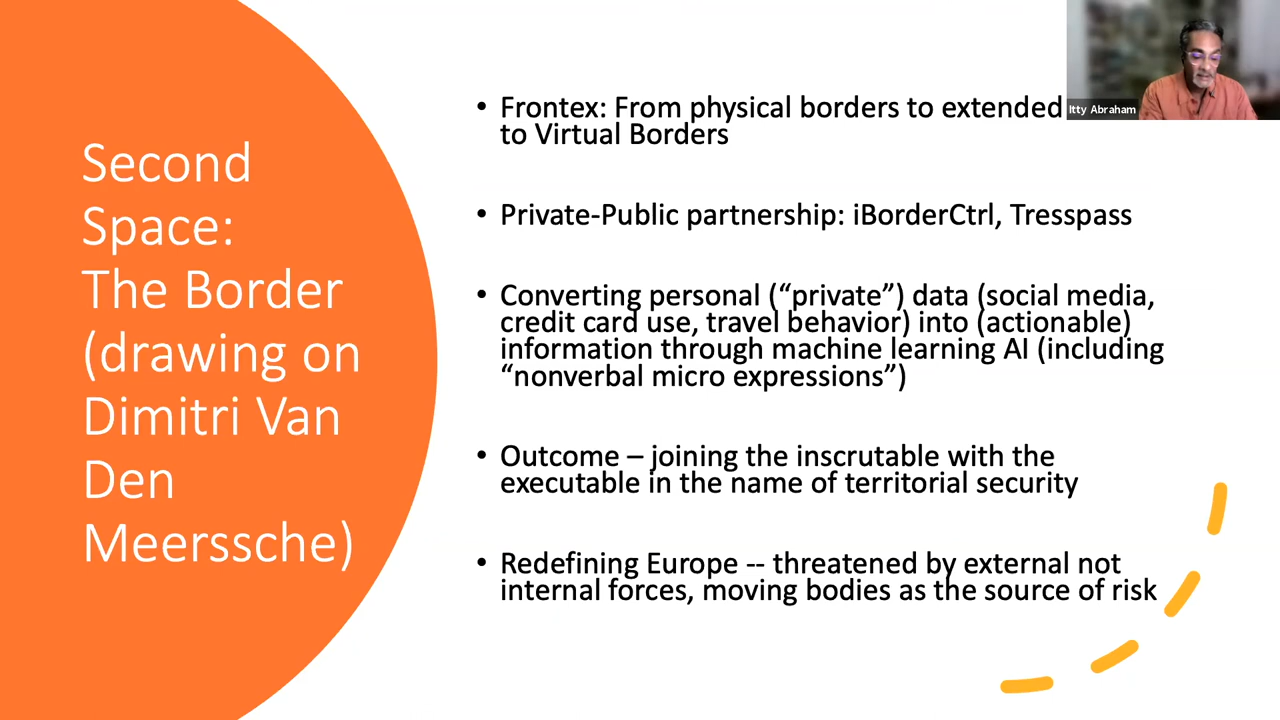 Second
Space:
The Border
(drawing on
Dimitri Van
Den
Meerssche)
• Frontex: From physical borders to extended
to Virtual Borders
• Private-Public partnership: iBorderCtrl, Tresspass
• Converting personal (“private”) data (social media,
credit card use, travel behavior) into (actionable)
information through machine learning AI (including
“nonverbal micro expressions”)
• Outcome – joining the inscrutable with the
executable in the name of territorial security
• Redefining Europe -- threatened by external not
internal forces, moving bodies as the source of risk
Itty Abraham